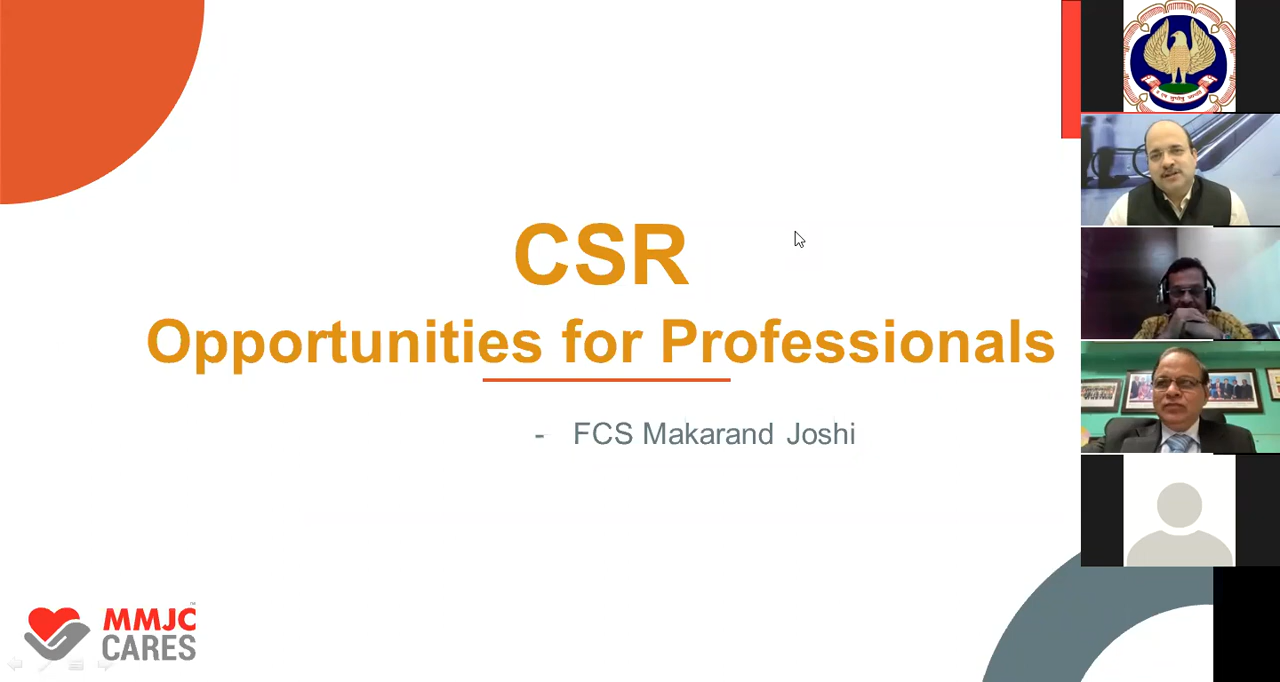 CSR
Opportunities for Professionals
- FCS Makarand Joshi
MMJC
CARES